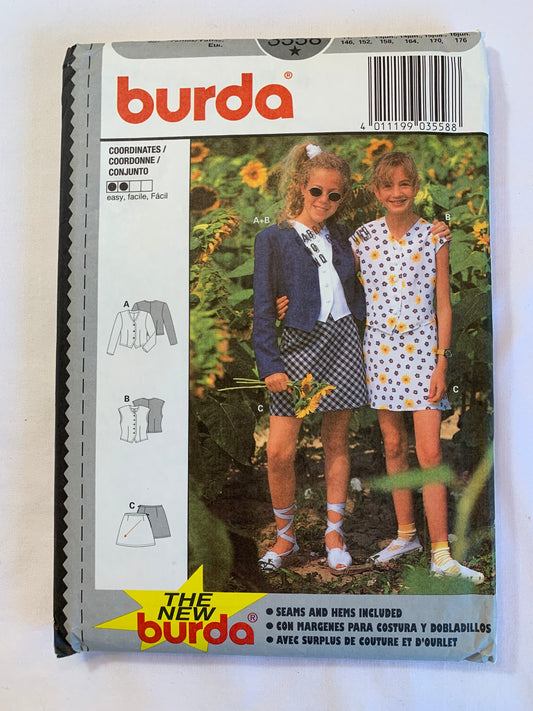 Eur.
3558
146, 152, 158, 164, 170, 176
burda®
4 011199 035588
COORDINATES/
COORDONNE/
CONJUNTO
easy, facile, Fácil
A+B
B
A
B
C
C
C
THE
NEW
burda®
• SEAMS AND HEMS INCLUDED
• CON MARGENES PARA COSTURA Y DOBLADILLOS
• AVEC SURPLUS DE COUTURE ET D'OURLET